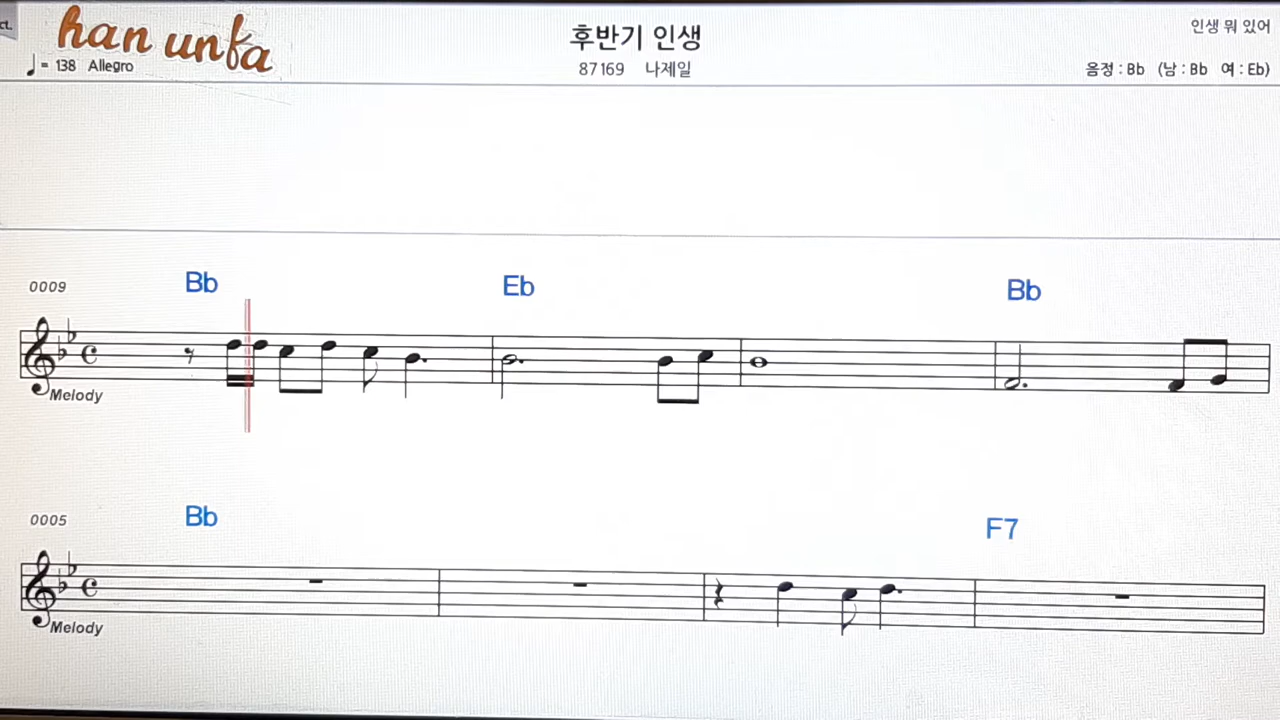 ct.
han unfa
♩= 138 Allegro
후반기 인생
87169 나제일
인생 뭐 있어
음정 : Bb (남 : Bb 여 : Eb)
0009
Bb Eb Bb
Melody
0005
Bb F7
Melody